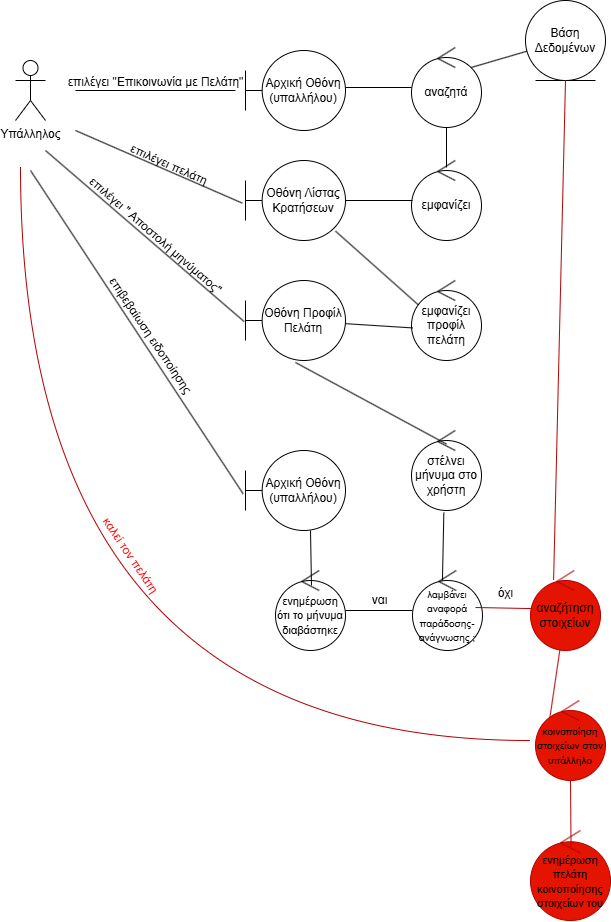 Βάση
Δεδομένων
επιλέγει "Επικοινωνία με Πελάτη"
Αρχική Οθόνη
(υπαλλήλου)
αναζητά
Υπάλληλος
επιλέγει πελάτη
Οθόνη Λίστας
Κρατήσεων
εμφανίζει
επιλέγει " Αποστολή μηνύματος"
Οθόνη Προφίλ
Πελάτη
εμφανίζει
προφίλ
πελάτη
επιβεβαίωση ειδοποίησης
Αρχική Οθόνη
(υπαλλήλου)
στέλνει
μήνυμα στο
χρήστη
καλεί τον πελάτη
ενημέρωση
ότι το μήνυμα
διαβάστηκε
ναι
λαμβάνει
αναφορά
παράδοσης-
ανάγνωσης ;
όχι
αναζήτηση
στοιχείων
κοινοποίηση
στοιχείων στον
υπάλληλο
ενημέρωση
πελάτη
κοινοποίησης
στοιχείων του